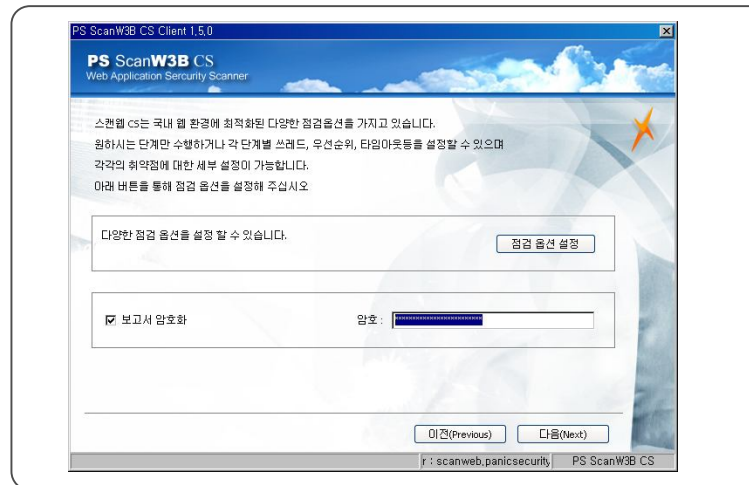 PS ScanW3B CS Client 1,5,0
PS ScanW3B CS
Web Application Sercurity Scanner
스캔웹 CS는 국내 웹 환경에 최적화된 다양한 점검옵션를 가지고 있습니다.
원하시는 단계만 수행하거나 각 단계별 쓰레드, 우선순위, 타임아웃등을 설정할 수 있으며
각각의 취약점에 대한 세부 설정이 가능합니다.
아래 버튼을 통해 점검 옵션을 설정해 주십시오
다양한 점검 옵션을 설정 할 수 있습니다.
점검 옵션 설정
보고서 암호화
암호 :
이전(Previous)
다음(Next)
r : scanweb,panicsecurity
PS ScanW3B CS